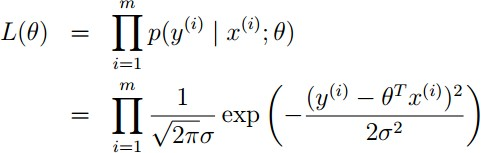 L(θ) = ∏_{i=1}^{m} p(y^{(i)} | x^{(i)}; θ)
= ∏_{i=1}^{m} \frac{1}{\sqrt{2π}σ} exp(−\frac{(y^{(i)} − θ^T x^{(i)})^2}{2σ^2})